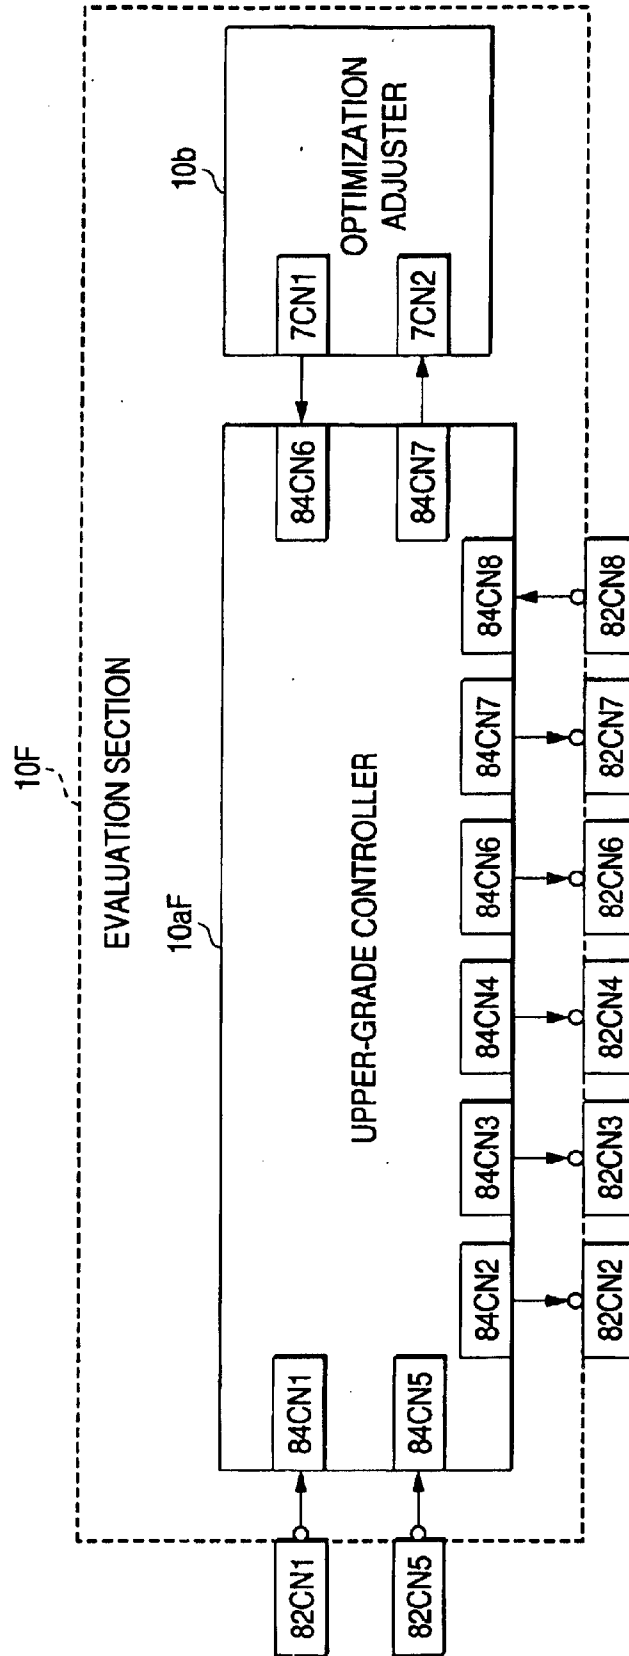 10F
EVALUATION SECTION
10aF
10b
UPPER-GRADE CONTROLLER
OPTIMIZATION
ADJUSTER
82CN1
84CN1
84CN6
7CN1
82CN5
84CN5
84CN7
7CN2
84CN2
84CN3
84CN4
84CN6
84CN7
84CN8
82CN2
82CN3
82CN4
82CN6
82CN7
82CN8